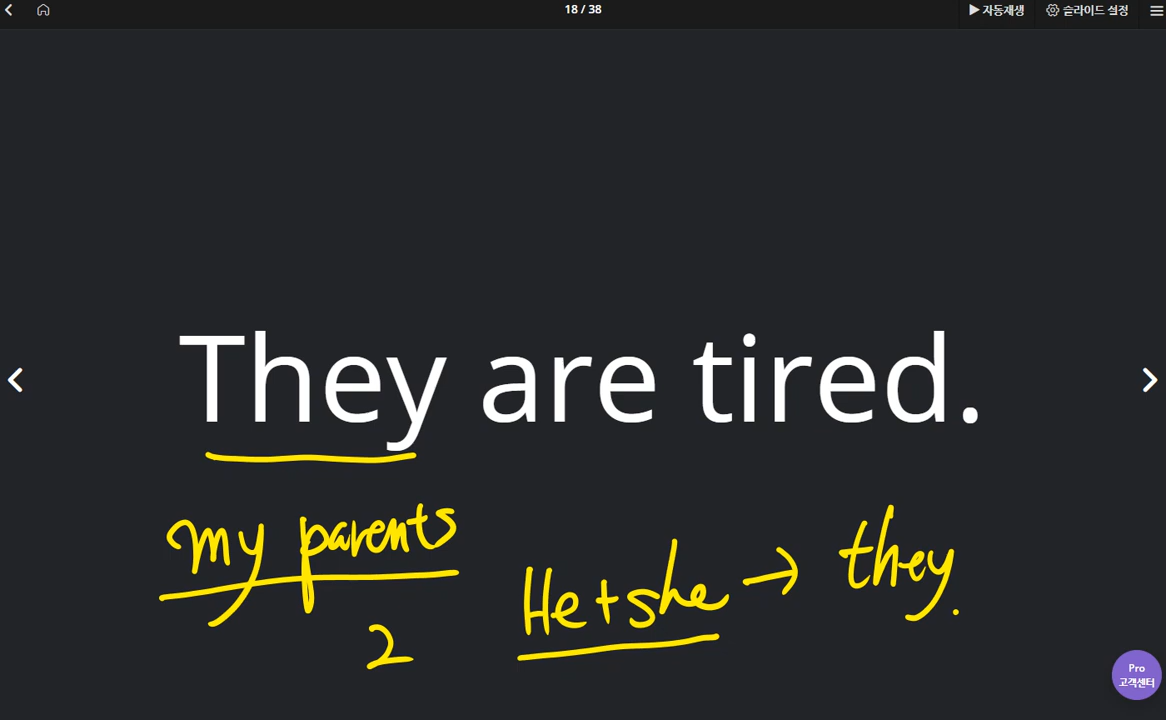 18 / 38
▶ 자동재생
슬라이드 설정
They are tired.
my parents
2
He+she → they.
Pro
고객센터